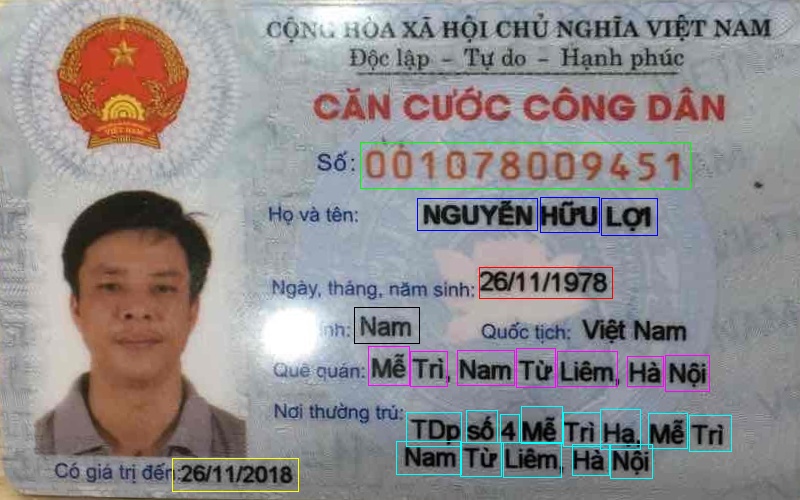 VIỆT NAM
CỘNG HÒA XÃ HỘI CHỦ NGHĨA VIỆT NAM
Độc lập - Tự do - Hạnh phúc
CĂN CƯỚC CÔNG DÂN
Số: 001078009451
Họ và tên: NGUYỄN HỮU LỢI
Ngày, tháng, năm sinh: 26/11/1978
Nam Quốc tịch: Việt Nam
Quê quán: Mễ Trì, Nam Từ Liêm, Hà Nội
Nơi thường trú: TDp số 4 Mễ Trì Hạ, Mễ Trì
Nam Từ Liêm, Hà Nội
Có giá trị đến: 26/11/2018